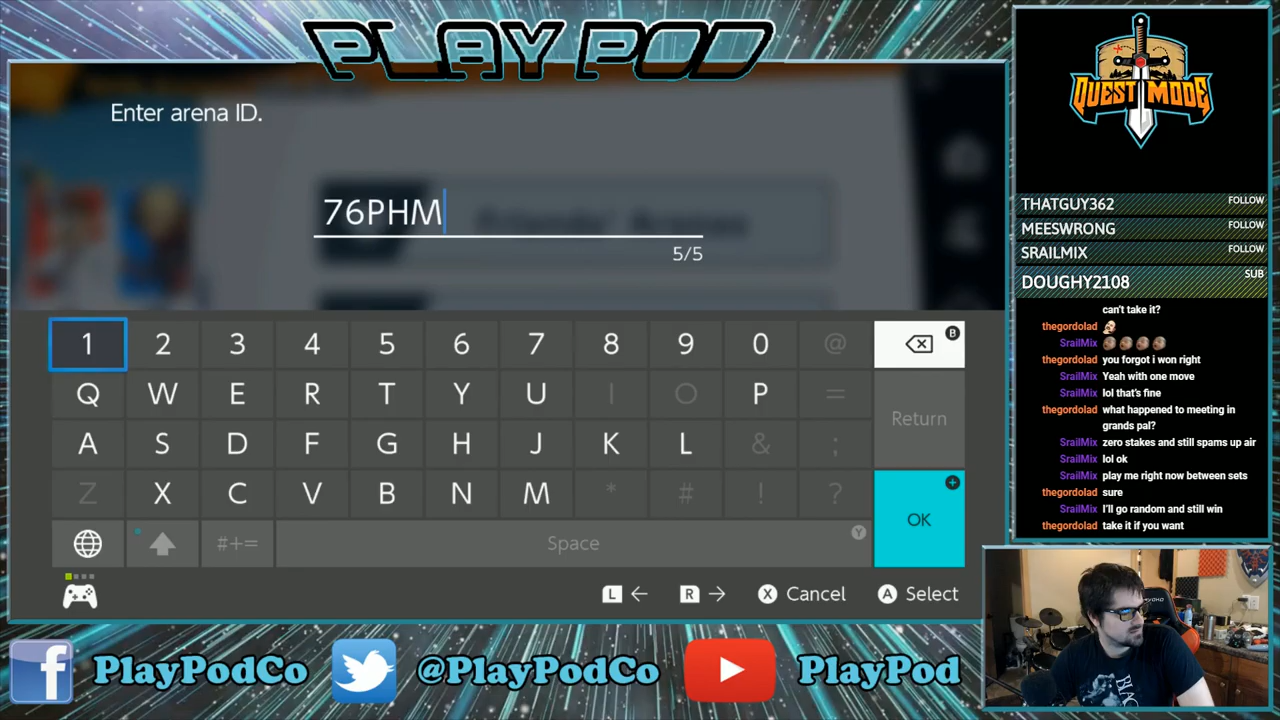 PLAY POD
Enter arena ID.
76PHM
5/5
1 2 3 4 5 6 7 8 9 0 @
Q W E R T Y U I O P =
A S D F G H J K L & ;
Z X C V B N M * # ! ?
#+= Space
B
Return
+
OK
Y
L ← R → X Cancel A Select
QUEST MODE
THATGUY362 FOLLOW
MEESWRONG FOLLOW
SRAILMIX FOLLOW
DOUGHY2108 SUB
can't take it?
thegordolad
SrailMix
thegordolad you forgot i won right
SrailMix Yeah with one move
SrailMix lol that's fine
thegordolad what happened to meeting in
grands pal?
SrailMix zero stakes and still spams up air
SrailMix lol ok
SrailMix play me right now between sets
thegordolad sure
SrailMix I'll go random and still win
thegordolad take it if you want
PlayPodCo @PlayPodCo PlayPod